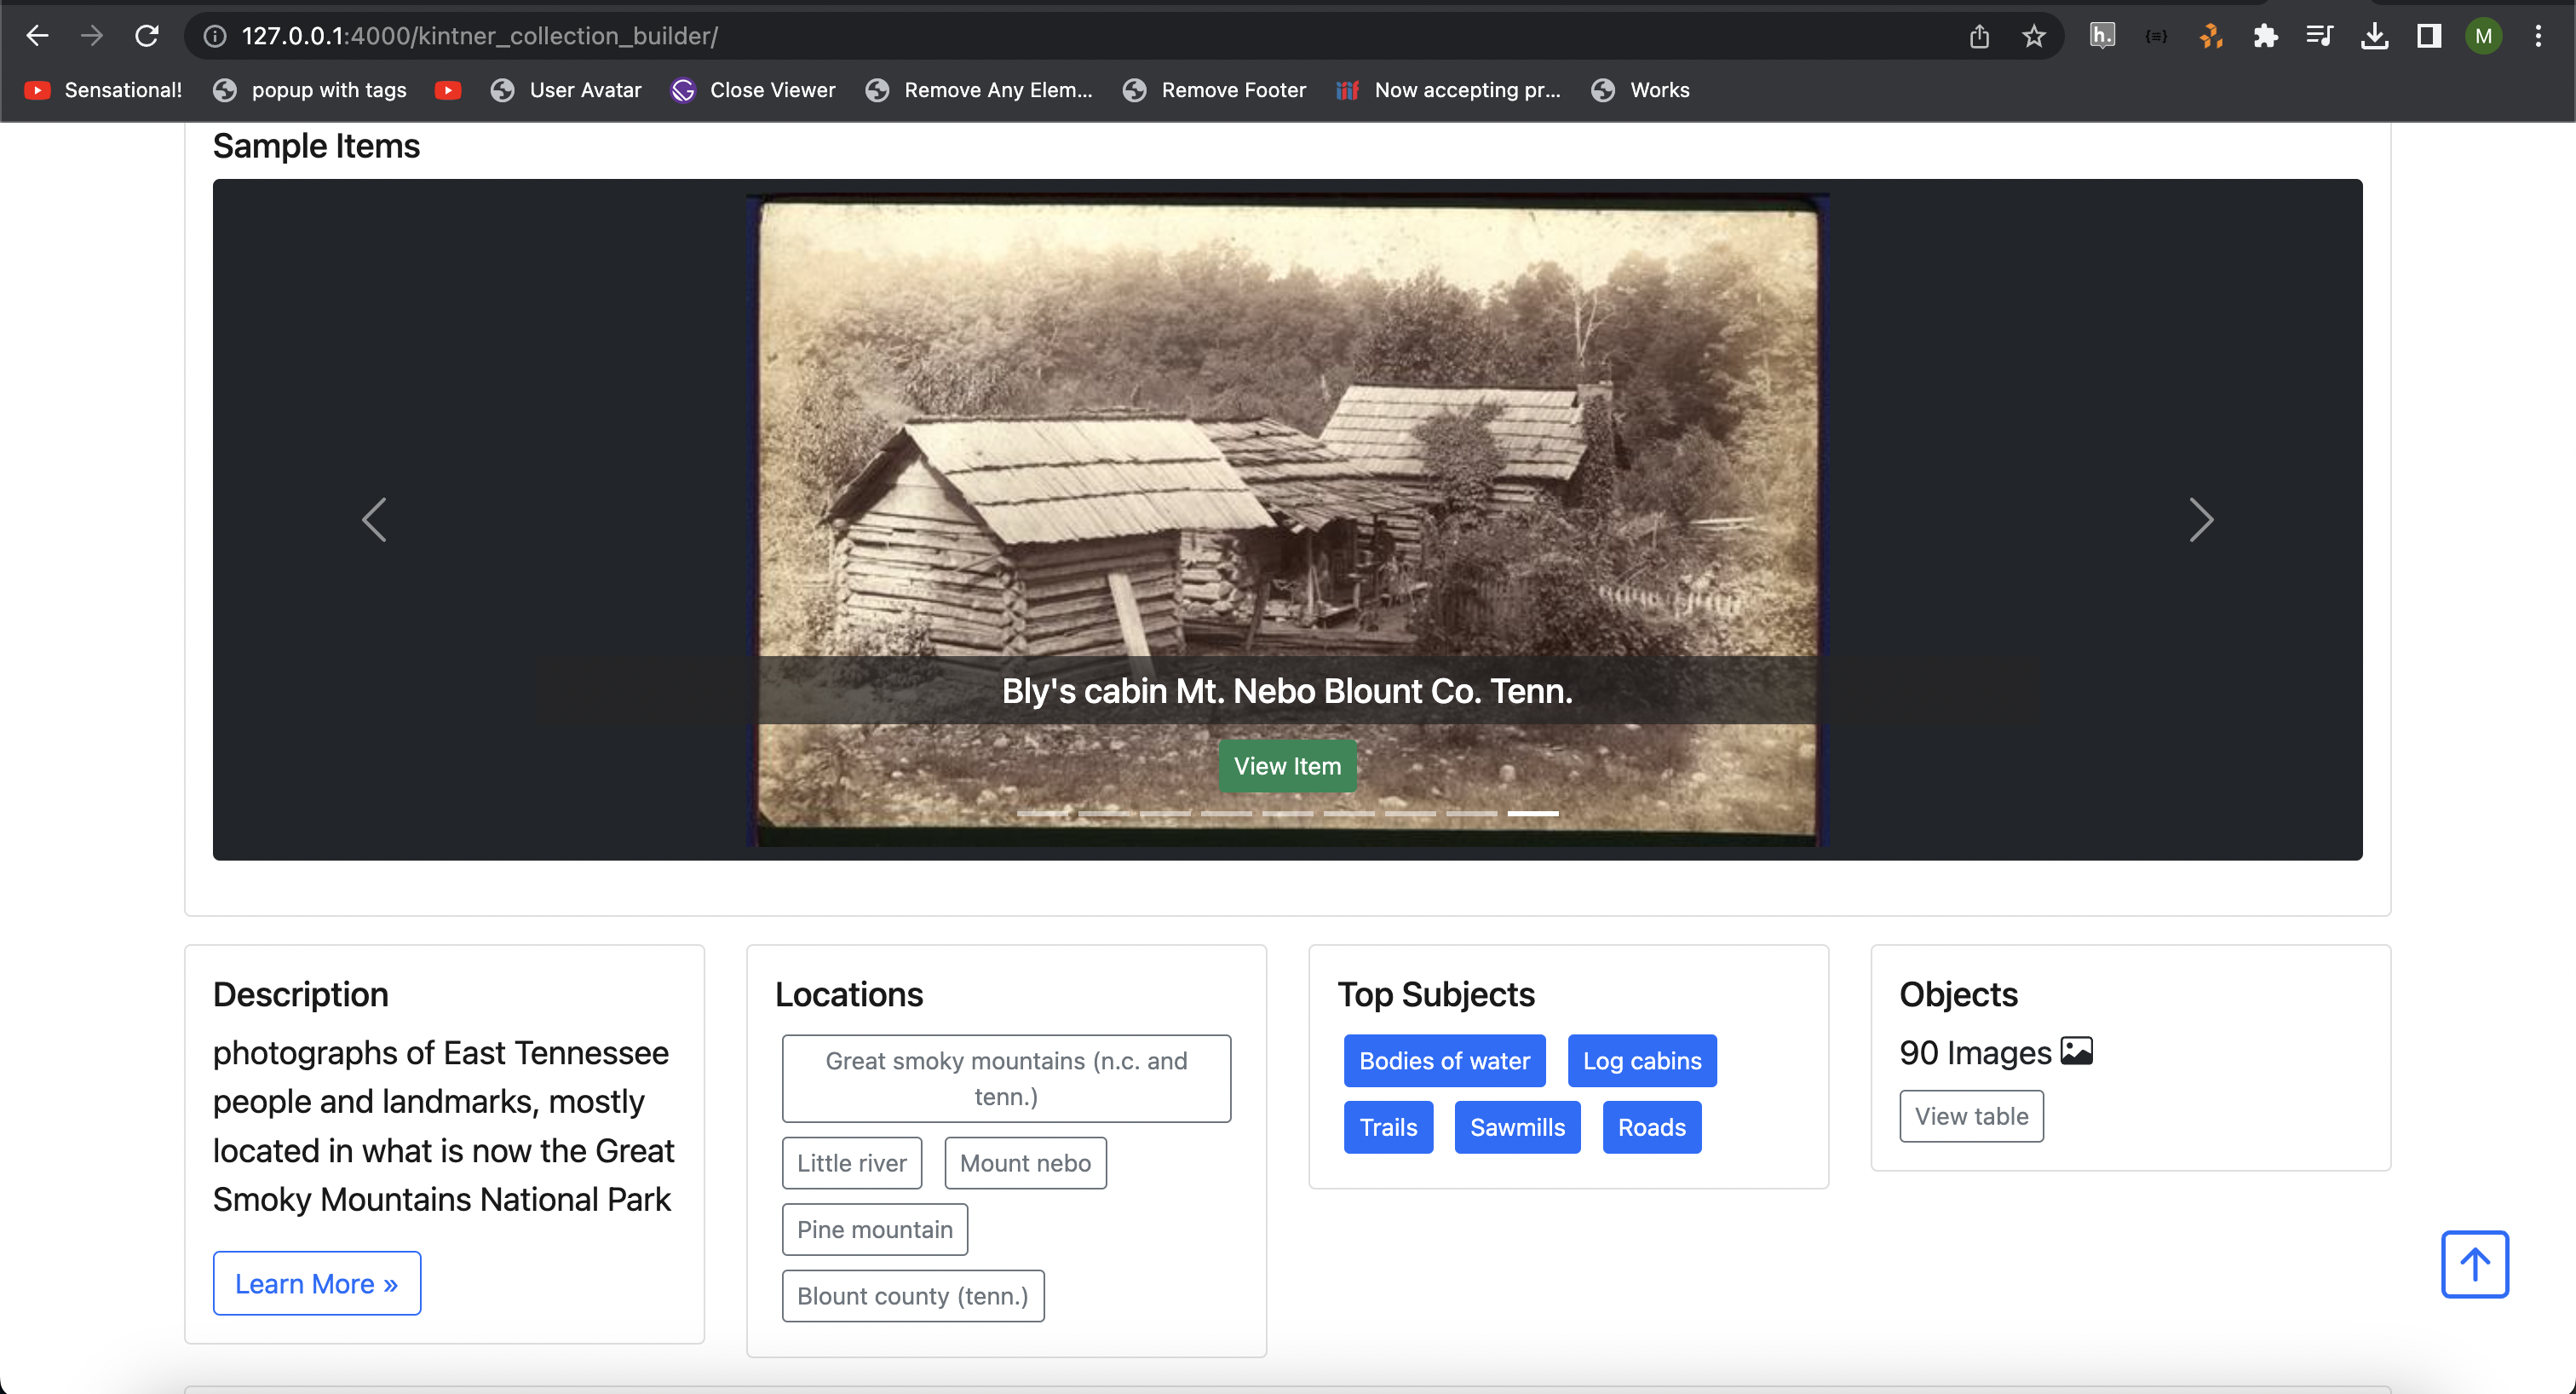 127.0.0.1:4000/kintner_collection_builder/
h.
M
Sensational! popup with tags User Avatar Close Viewer Remove Any Elem... Remove Footer Now accepting pr... Works
Sample Items
Bly's cabin Mt. Nebo Blount Co. Tenn.
View Item
Description
photographs of East Tennessee
people and landmarks, mostly
located in what is now the Great
Smoky Mountains National Park
Learn More »
Locations
Great smoky mountains (n.c. and
tenn.)
Little river Mount nebo
Pine mountain
Blount county (tenn.)
Top Subjects
Bodies of water Log cabins
Trails Sawmills Roads
Objects
90 Images
View table